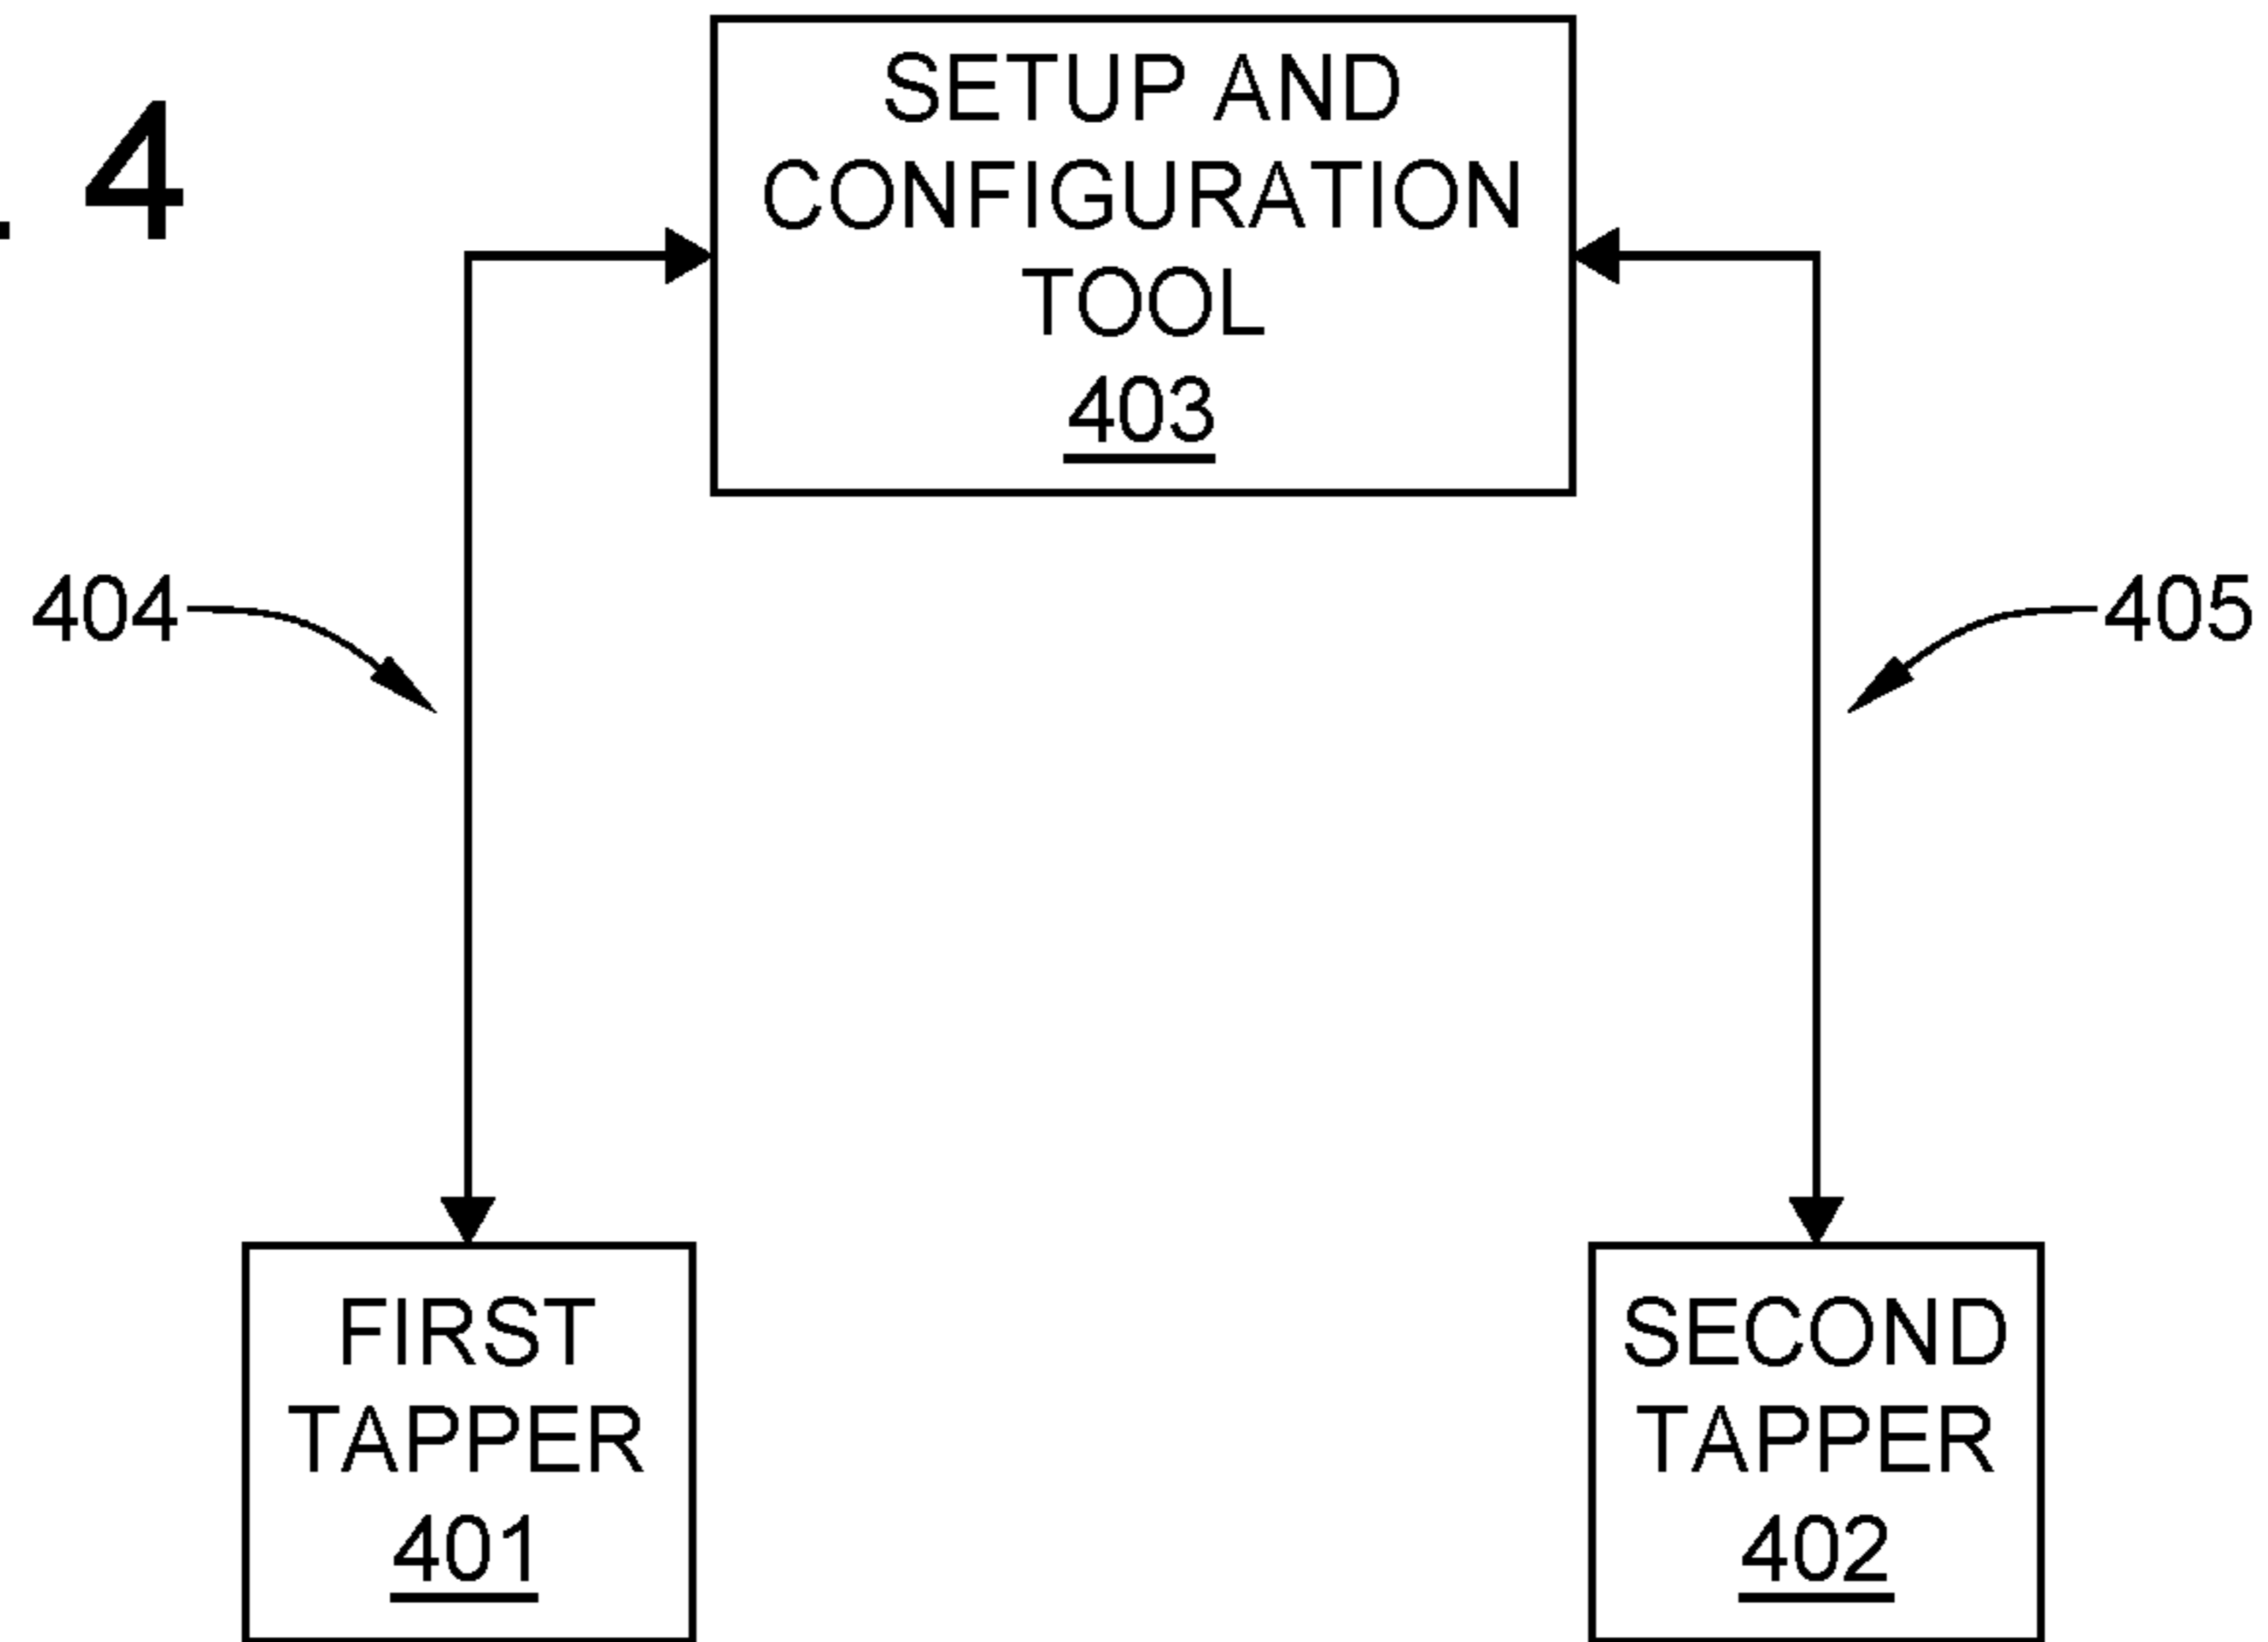 . 4
SETUP AND
CONFIGURATION
TOOL
403
404
405
FIRST
TAPPER
401
SECOND
TAPPER
402